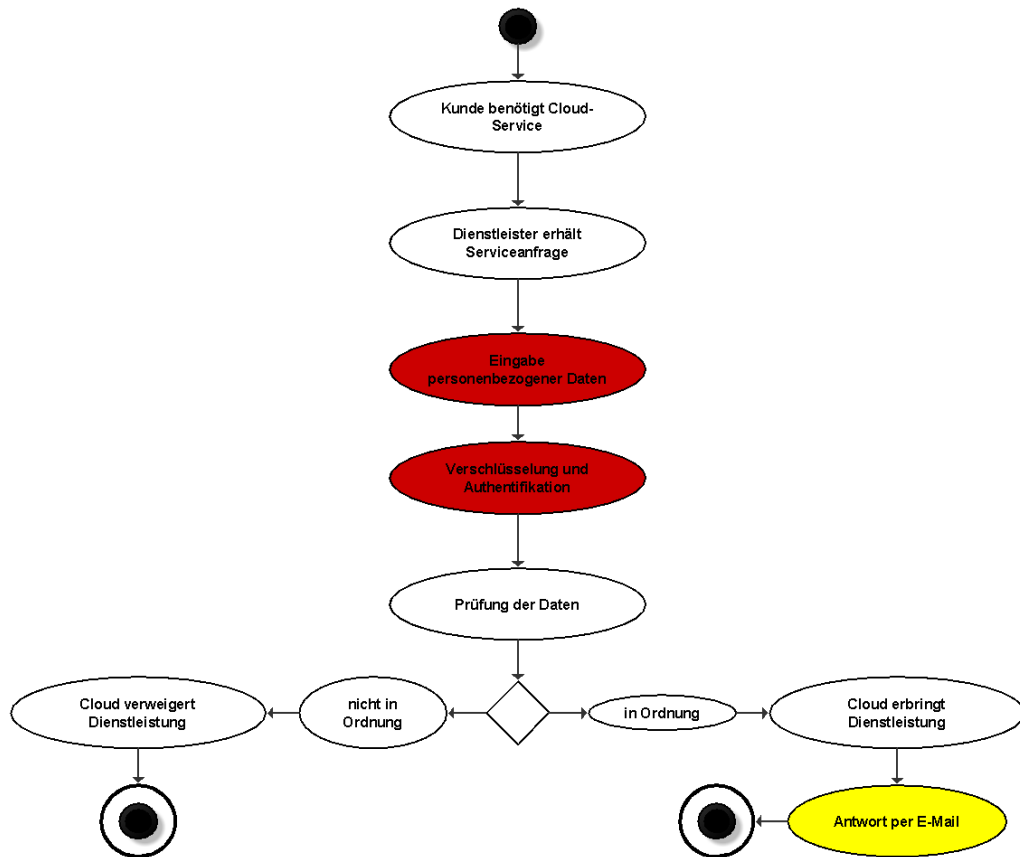 Kunde benötigt Cloud-
Service
Dienstleister erhält
Serviceanfrage
Eingabe
personenbezogener Daten
Verschlüsselung und
Authentifikation
Prüfung der Daten
Cloud verweigert
Dienstleistung
nicht in
Ordnung
in Ordnung
Cloud erbringt
Dienstleistung
Antwort per E-Mail